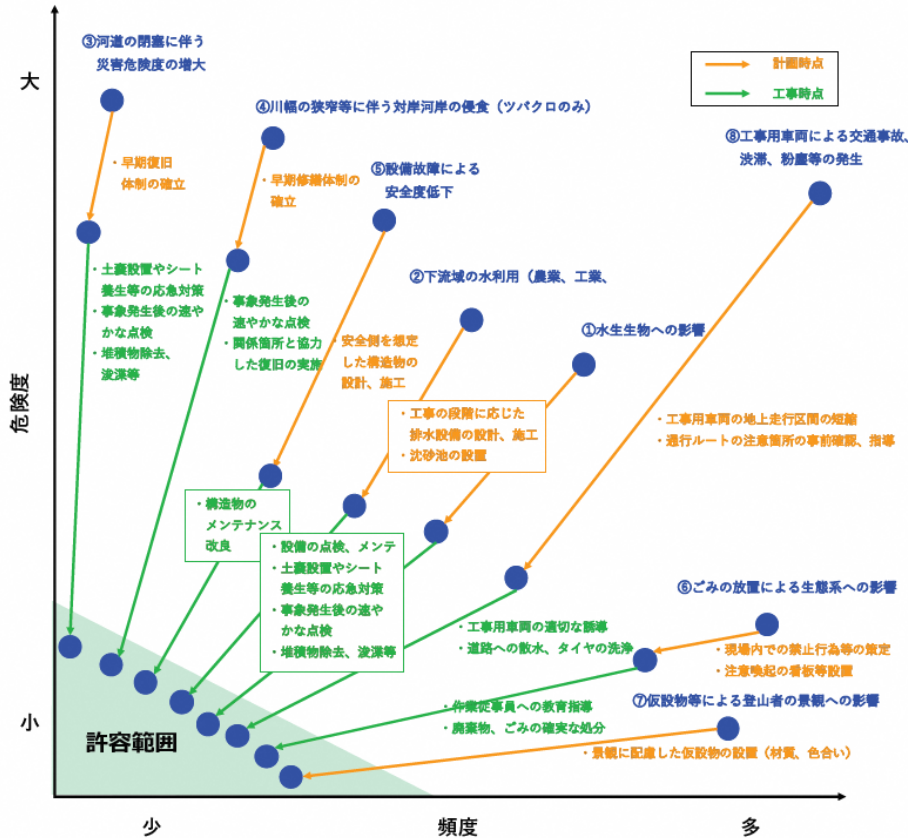 ③河道の閉塞に伴う
災害危険度の増大
大
計画時点
工事時点
④川幅の狭窄等に伴う対岸河岸の侵食（ツバクロのみ）
⑧工事用車両による交通事故、
渋滞、粉塵等の発生
・早期復旧
体制の確立
・早期修繕体制の
確立
⑤設備故障による
安全度低下
・土嚢設置やシート
養生等の応急対策
・事象発生後の速や
かな点検
・堆積物除去、
浚渫等
・事象発生後の
速やかな点検
・関係箇所と協力
した復旧の実施
②下流域の水利用（農業、工業、
①水生生物への影響
・安全側を想定
した構造物の
設計、施工
危険度
・工事の段階に応じた
排水設備の設計、施工
・沈砂池の設置
・工事用車両の地上走行区間の短縮
・通行ルートの注意箇所の事前確認、指導
・構造物の
メンテナンス
改良
・設備の点検、メンテ
・土嚢設置やシート
養生等の応急対策
・事象発生後の速や
かな点検
・堆積物除去、浚渫等
⑥ごみの放置による生態系への影響
・工事用車両の適切な誘導
・道路への散水、タイヤの洗浄
・現場内での禁止行為等の策定
・注意喚起の看板等設置
⑦仮設物等による登山者の景観への影響
・作業従事員への教育指導
・廃棄物、ごみの確実な処分
小
許容範囲
・景観に配慮した仮設物の設置（材質、色合い）
少
頻度
多